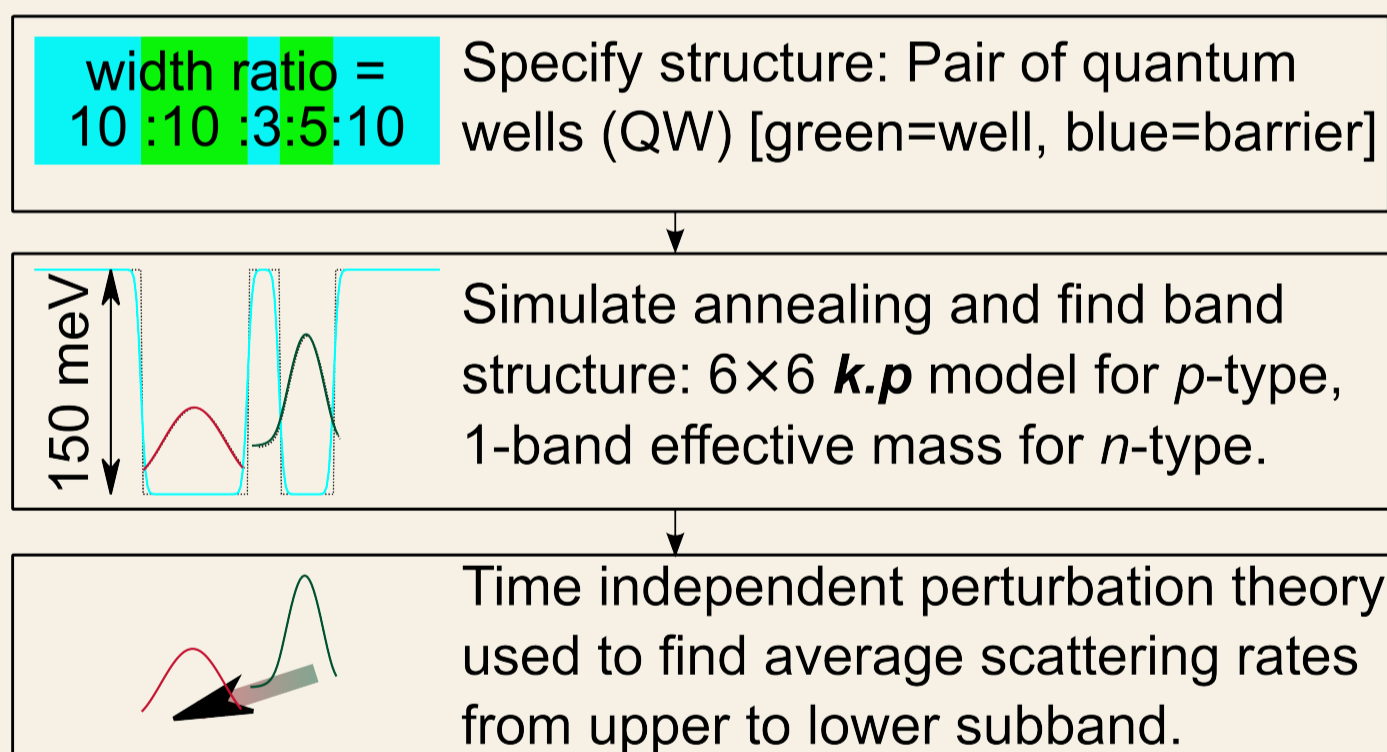 width ratio =
10 :10 :3:5:10
Specify structure: Pair of quantum
wells (QW) [green=well, blue=barrier]
150 meV
Simulate annealing and find band
structure: 6×6 k.p model for p-type,
1-band effective mass for n-type.
Time independent perturbation theory
used to find average scattering rates
from upper to lower subband.